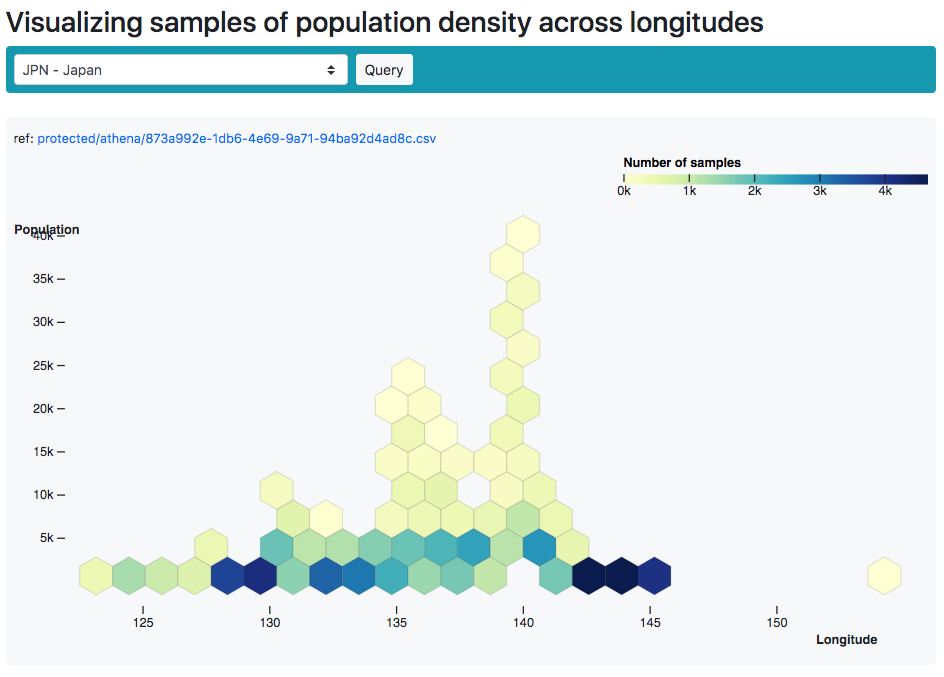 Visualizing samples of population density across longitudes
JPN - Japan
Query
ref: protected/athena/873a992e-1db6-4e69-9a71-94ba92d4ad8c.csv
Number of samples
0k 1k 2k 3k 4k
Population
40k
35k
30k
25k
20k
15k
10k
5k
125 130 135 140 145 150
Longitude